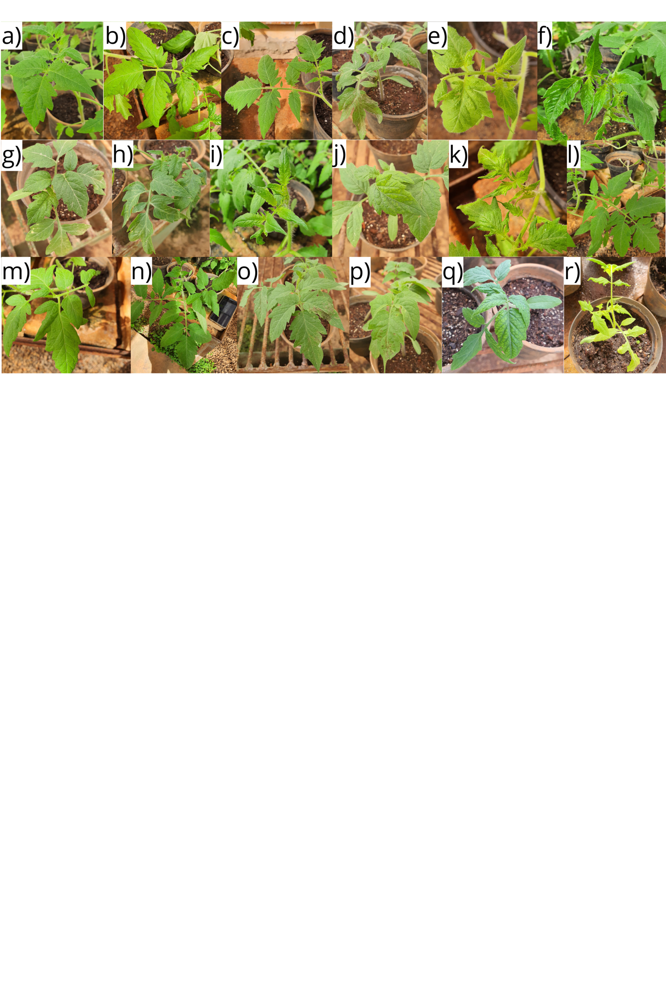 a) b) c) d) e) f)
g) h) i) j) k) l)
m) n) o) p) q) r)